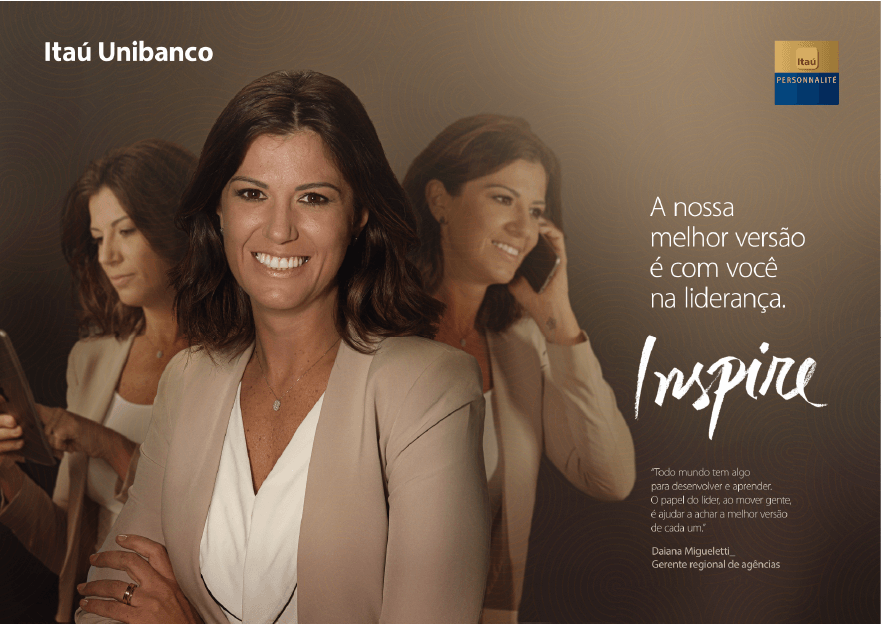 Itaú Unibanco
Itaú
PERSONNALITÉ
A nossa
melhor versão
é com você
na liderança.
Inspire
“Todo mundo tem algo
para desenvolver e aprender.
O papel do líder, ao mover gente,
é ajudar a achar a melhor versão
de cada um.”
Daiana Migueletti_
Gerente regional de agências